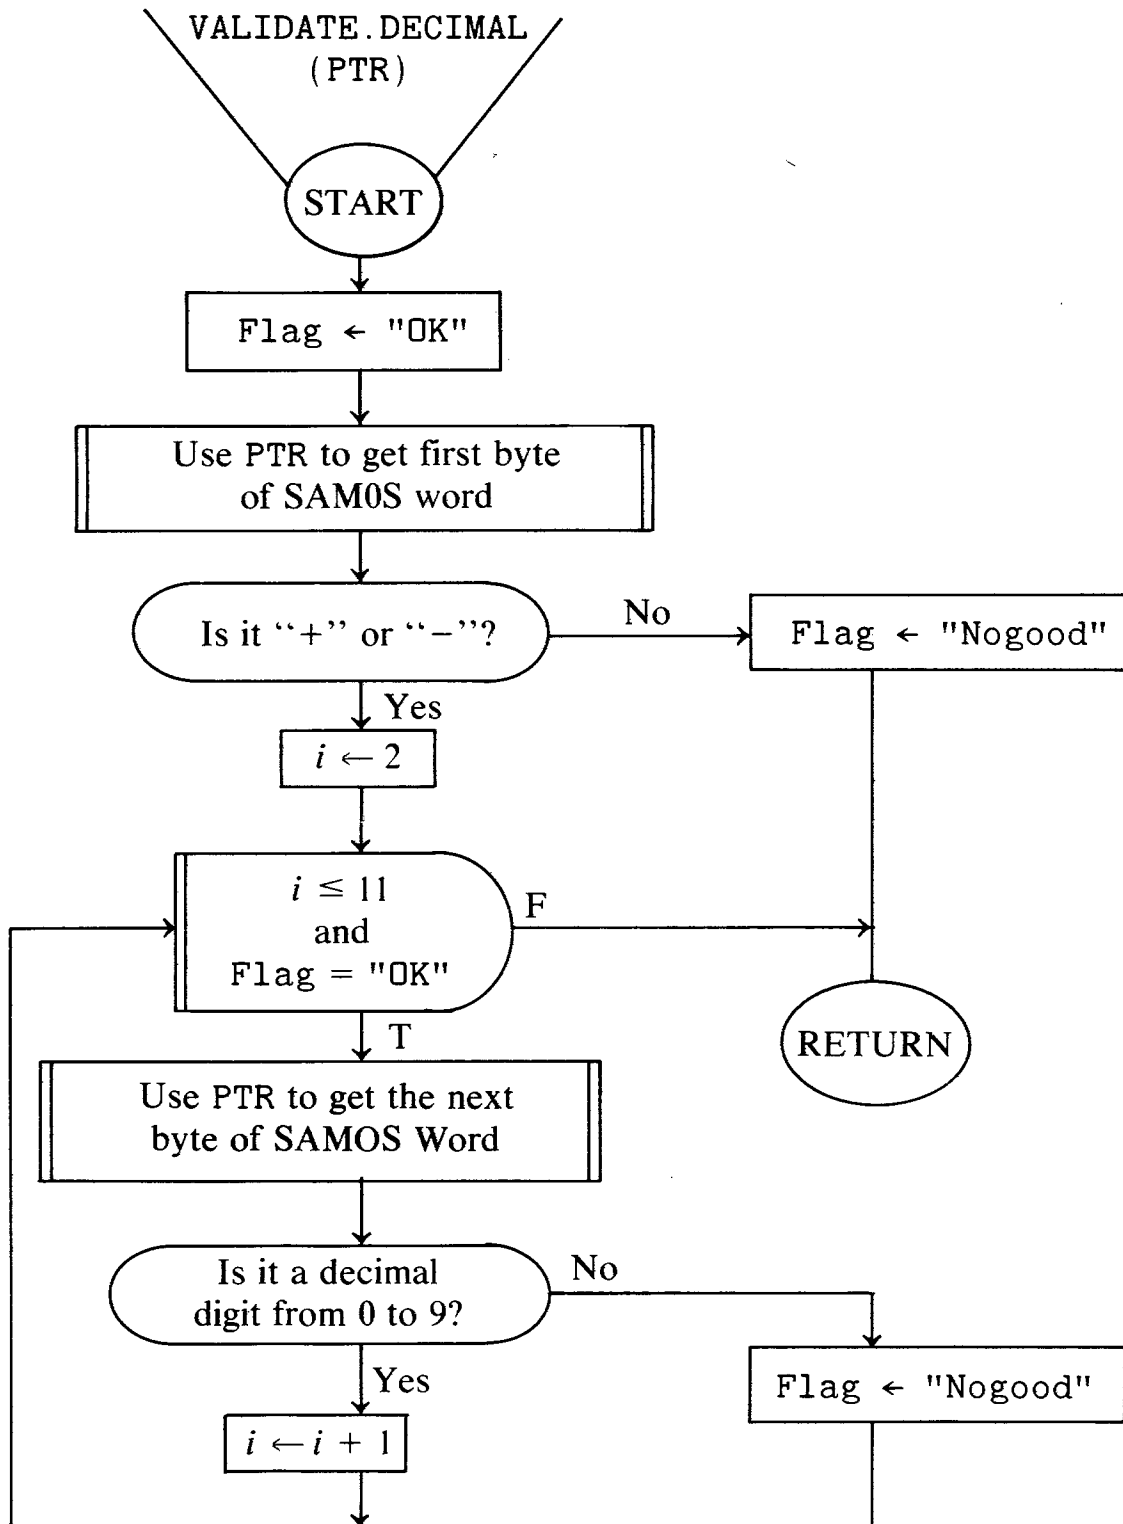 VALIDATE.DECIMAL
(PTR)
START
Flag ← "OK"
Use PTR to get first byte
of SAM0S word
Is it “+” or “−”?
No
Flag ← "Nogood"
Yes
i ← 2
i ≤ 11
and
Flag = "OK"
F
T
RETURN
Use PTR to get the next
byte of SAMOS Word
Is it a decimal
digit from 0 to 9?
No
Yes
Flag ← "Nogood"
i ← i + 1